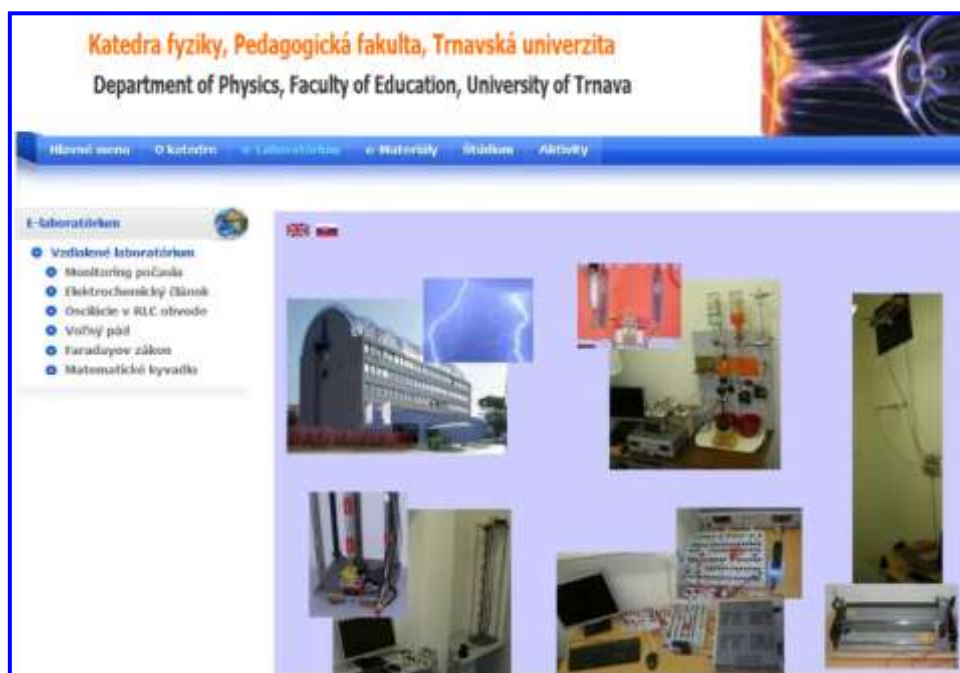 Katedra fyziky, Pedagogická fakulta, Trnavská univerzita
Department of Physics, Faculty of Education, University of Trnava
Hlavné menu O katedre e-Laboratórium e-Materiály Štúdium Aktivity
E-laboratórium
Vzdialené laboratórium
Monitoring počasia
Elektrochemický článok
Oscilácie v RLC obvode
Voľný pád
Faradayov zákon
Matematické kyvadlo